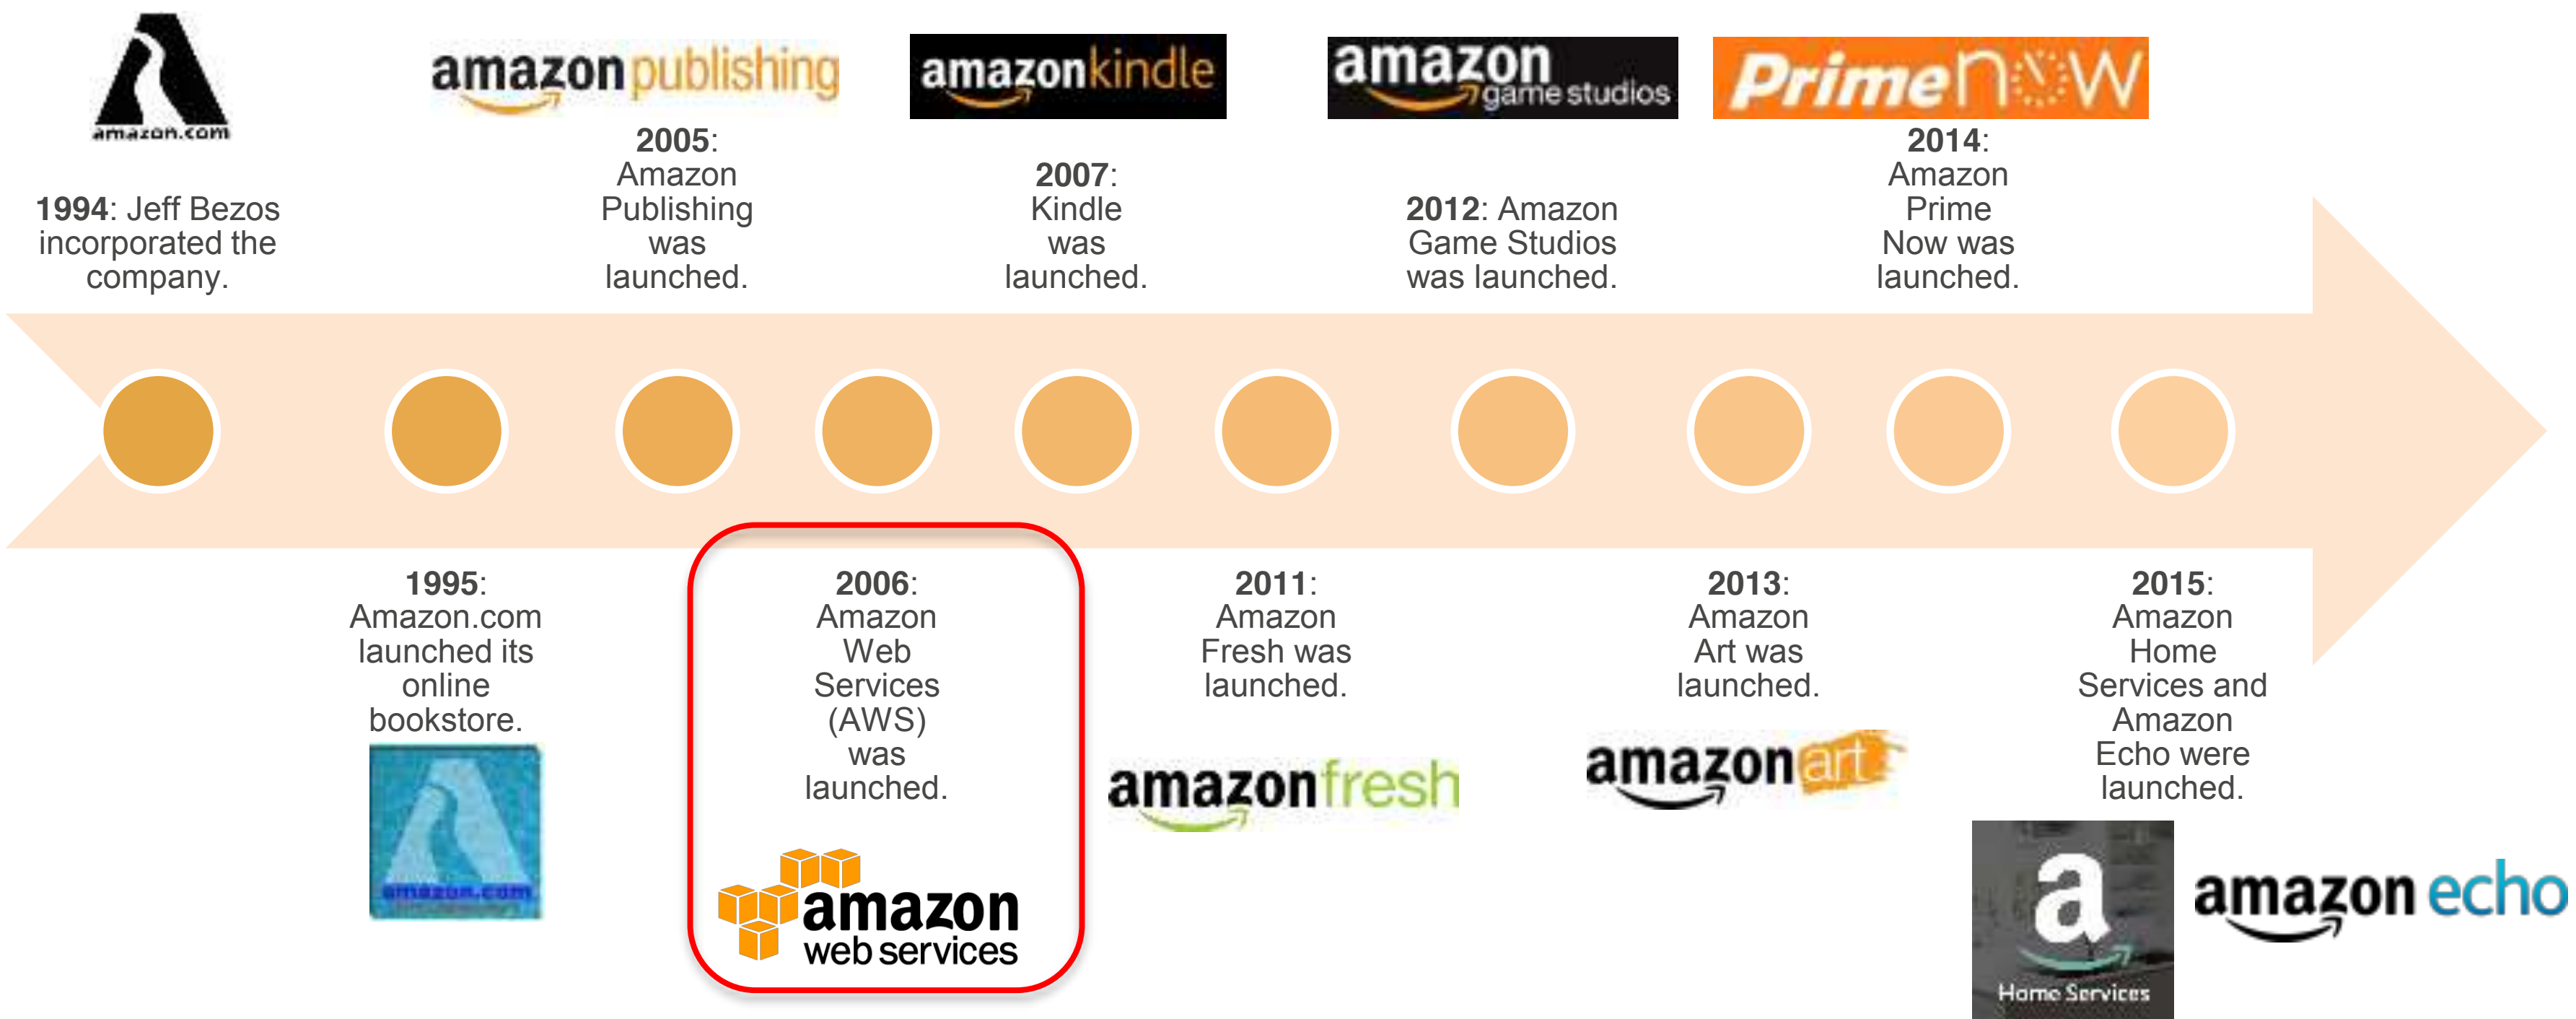 amazon.com
1994: Jeff Bezos
incorporated the
company.
amazon publishing
2005:
Amazon
Publishing
was
launched.
amazonkindle
2007:
Kindle
was
launched.
amazon
game studios
2012: Amazon
Game Studios
was launched.
Prime now
2014:
Amazon
Prime
Now was
launched.
1995:
Amazon.com
launched its
online
bookstore.
amazon.com
2006:
Amazon
Web
Services
(AWS)
was
launched.
amazon
web services
2011:
Amazon
Fresh was
launched.
amazonfresh
2013:
Amazon
Art was
launched.
amazon art
2015:
Amazon
Home
Services and
Amazon
Echo were
launched.
a
Home Services
amazon echo